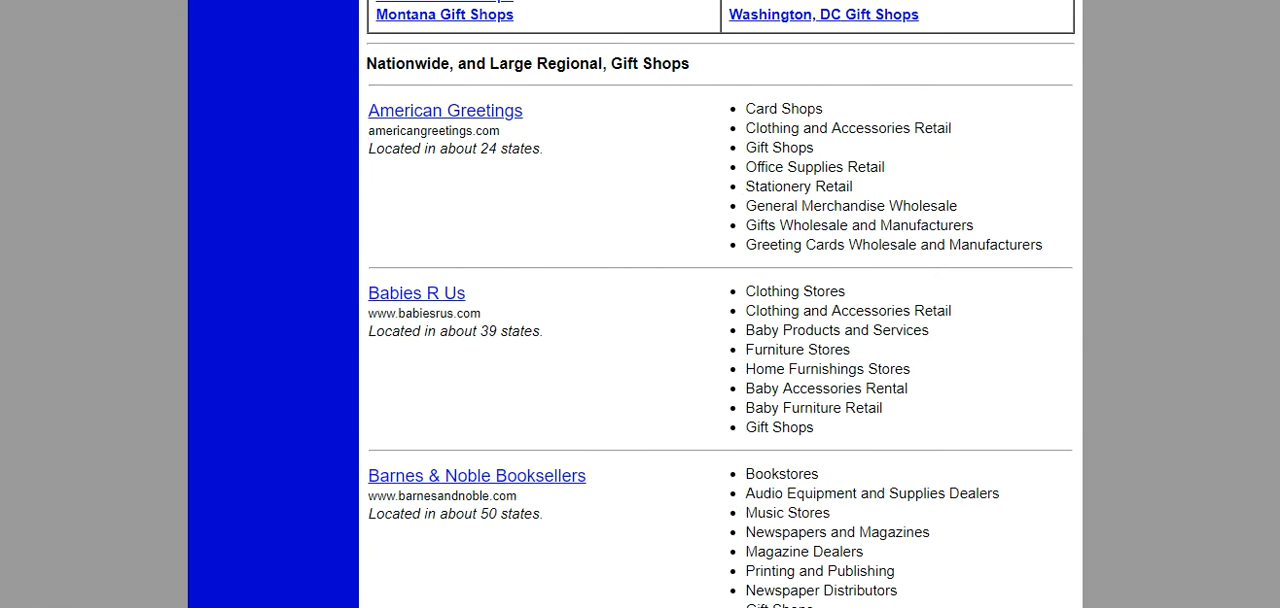 Montana Gift Shops
Washington, DC Gift Shops
Nationwide, and Large Regional, Gift Shops
American Greetings
americangreetings.com
Located in about 24 states.
• Card Shops
• Clothing and Accessories Retail
• Gift Shops
• Office Supplies Retail
• Stationery Retail
• General Merchandise Wholesale
• Gifts Wholesale and Manufacturers
• Greeting Cards Wholesale and Manufacturers
Babies R Us
www.babiesrus.com
Located in about 39 states.
• Clothing Stores
• Clothing and Accessories Retail
• Baby Products and Services
• Furniture Stores
• Home Furnishings Stores
• Baby Accessories Rental
• Baby Furniture Retail
• Gift Shops
Barnes & Noble Booksellers
www.barnesandnoble.com
Located in about 50 states.
• Bookstores
• Audio Equipment and Supplies Dealers
• Music Stores
• Newspapers and Magazines
• Magazine Dealers
• Printing and Publishing
• Newspaper Distributors